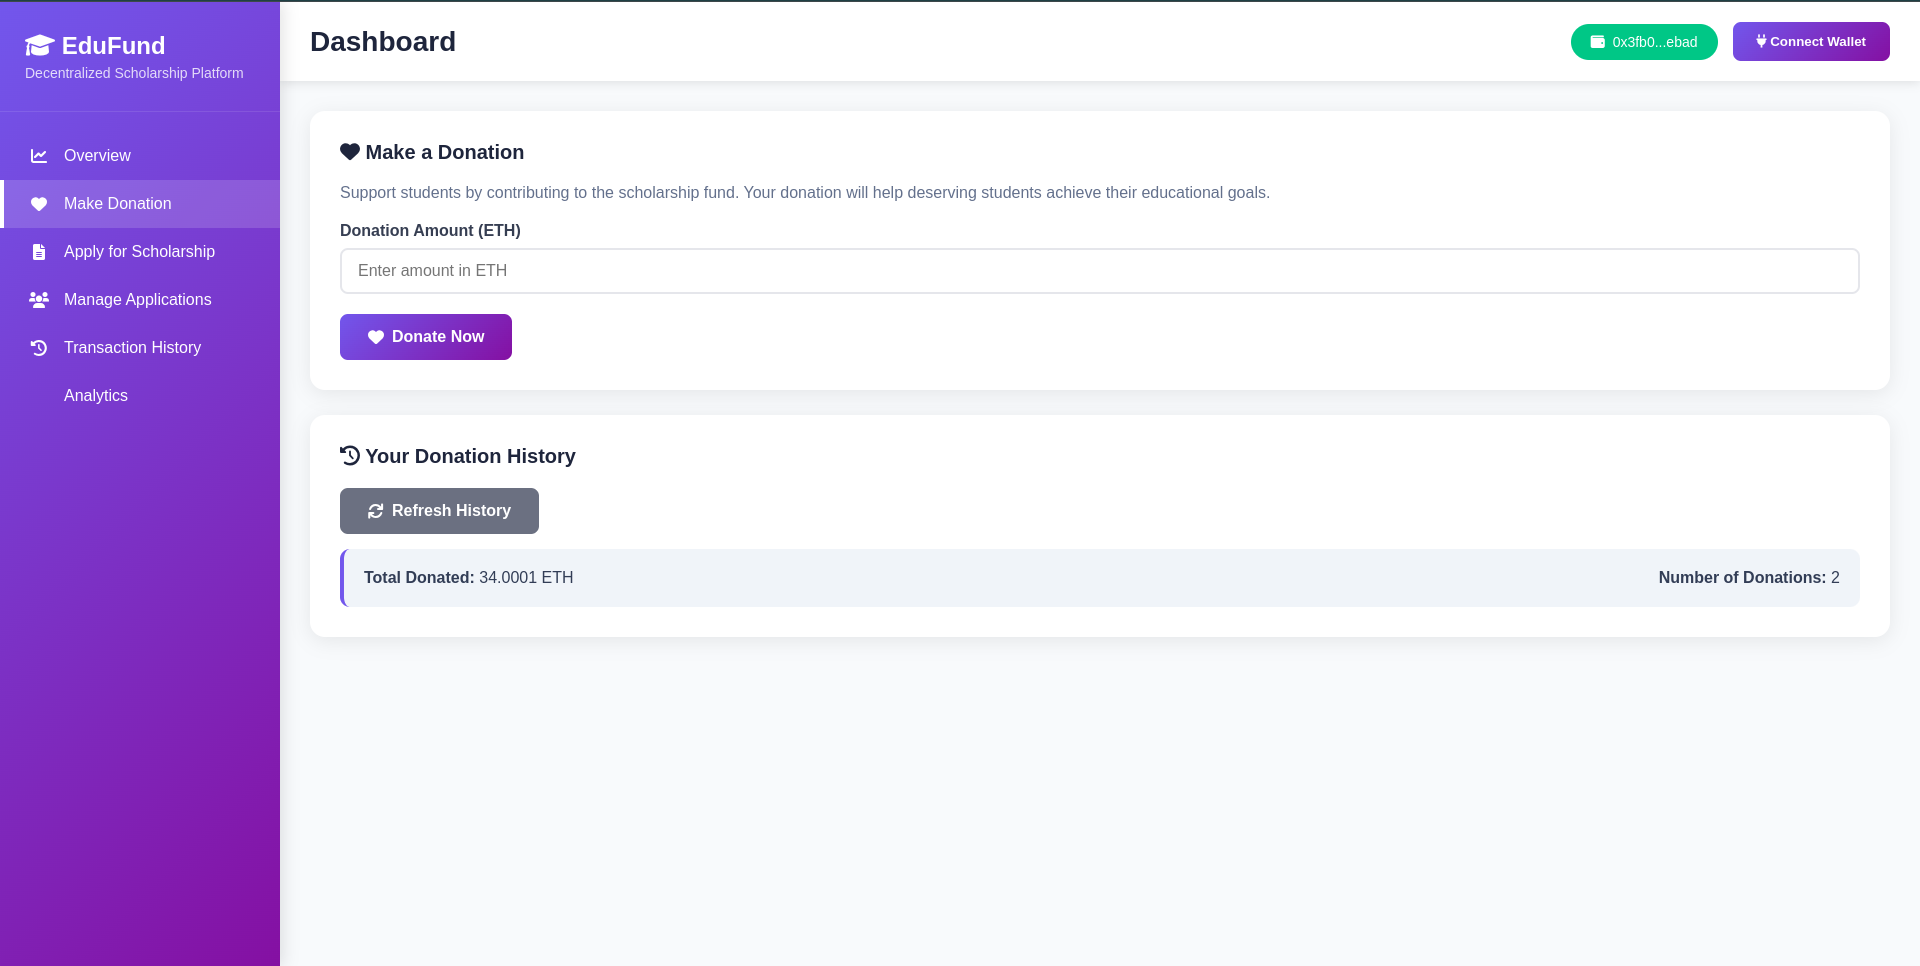 EduFund
Decentralized Scholarship Platform
Overview
Make Donation
Apply for Scholarship
Manage Applications
Transaction History
Analytics
Dashboard
0x3fb0...ebad
Connect Wallet
Make a Donation
Support students by contributing to the scholarship fund. Your donation will help deserving students achieve their educational goals.
Donation Amount (ETH)
Enter amount in ETH
Donate Now
Your Donation History
Refresh History
Total Donated: 34.0001 ETH
Number of Donations: 2